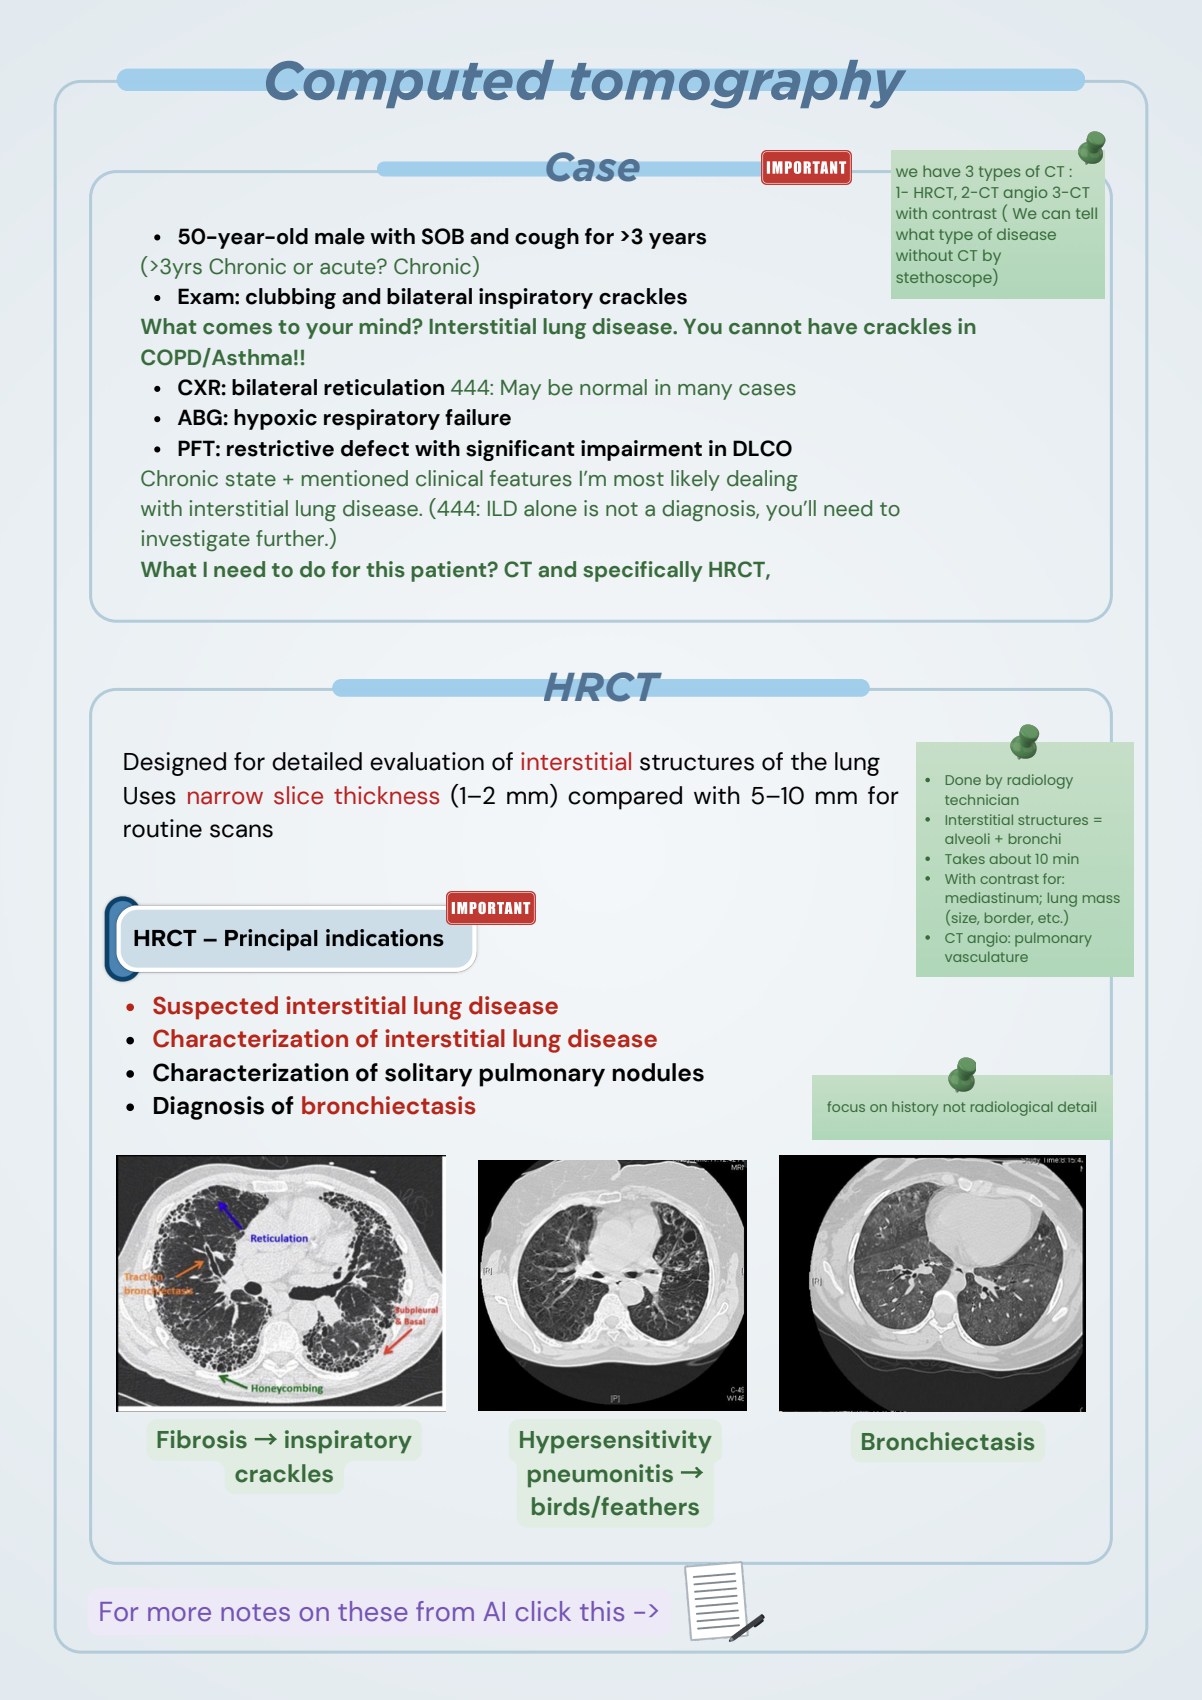 Computed tomography
Case
IMPORTANT
we have 3 types of CT :
1- HRCT, 2-CT angio 3-CT
with contrast ( We can tell
what type of disease
without CT by
stethoscope)
• 50-year-old male with SOB and cough for >3 years
(>3yrs Chronic or acute? Chronic)
• Exam: clubbing and bilateral inspiratory crackles
What comes to your mind? Interstitial lung disease. You cannot have crackles in
COPD/Asthma!!
• CXR: bilateral reticulation 444: May be normal in many cases
• ABG: hypoxic respiratory failure
• PFT: restrictive defect with significant impairment in DLCO
Chronic state + mentioned clinical features I'm most likely dealing
with interstitial lung disease. (444: ILD alone is not a diagnosis, you'll need to
investigate further.)
What I need to do for this patient? CT and specifically HRCT,
HRCT
Designed for detailed evaluation of interstitial structures of the lung
Uses narrow slice thickness (1–2 mm) compared with 5–10 mm for
routine scans
• Done by radiology
technician
• Interstitial structures =
alveoli + bronchi
• Takes about 10 min
• With contrast for:
mediastinum; lung mass
(size, border, etc.)
• CT angio: pulmonary
vasculature
IMPORTANT
HRCT – Principal indications
• Suspected interstitial lung disease
• Characterization of interstitial lung disease
• Characterization of solitary pulmonary nodules
• Diagnosis of bronchiectasis
focus on history not radiological detail
Reticulation
Traction
bronchiectasis
Subpleural
& Basal
Honeycombing
[P]
C-49
W146
Study Time:8 15:4
Fibrosis → inspiratory
crackles
Hypersensitivity
pneumonitis →
birds/feathers
Bronchiectasis
For more notes on these from AI click this ->